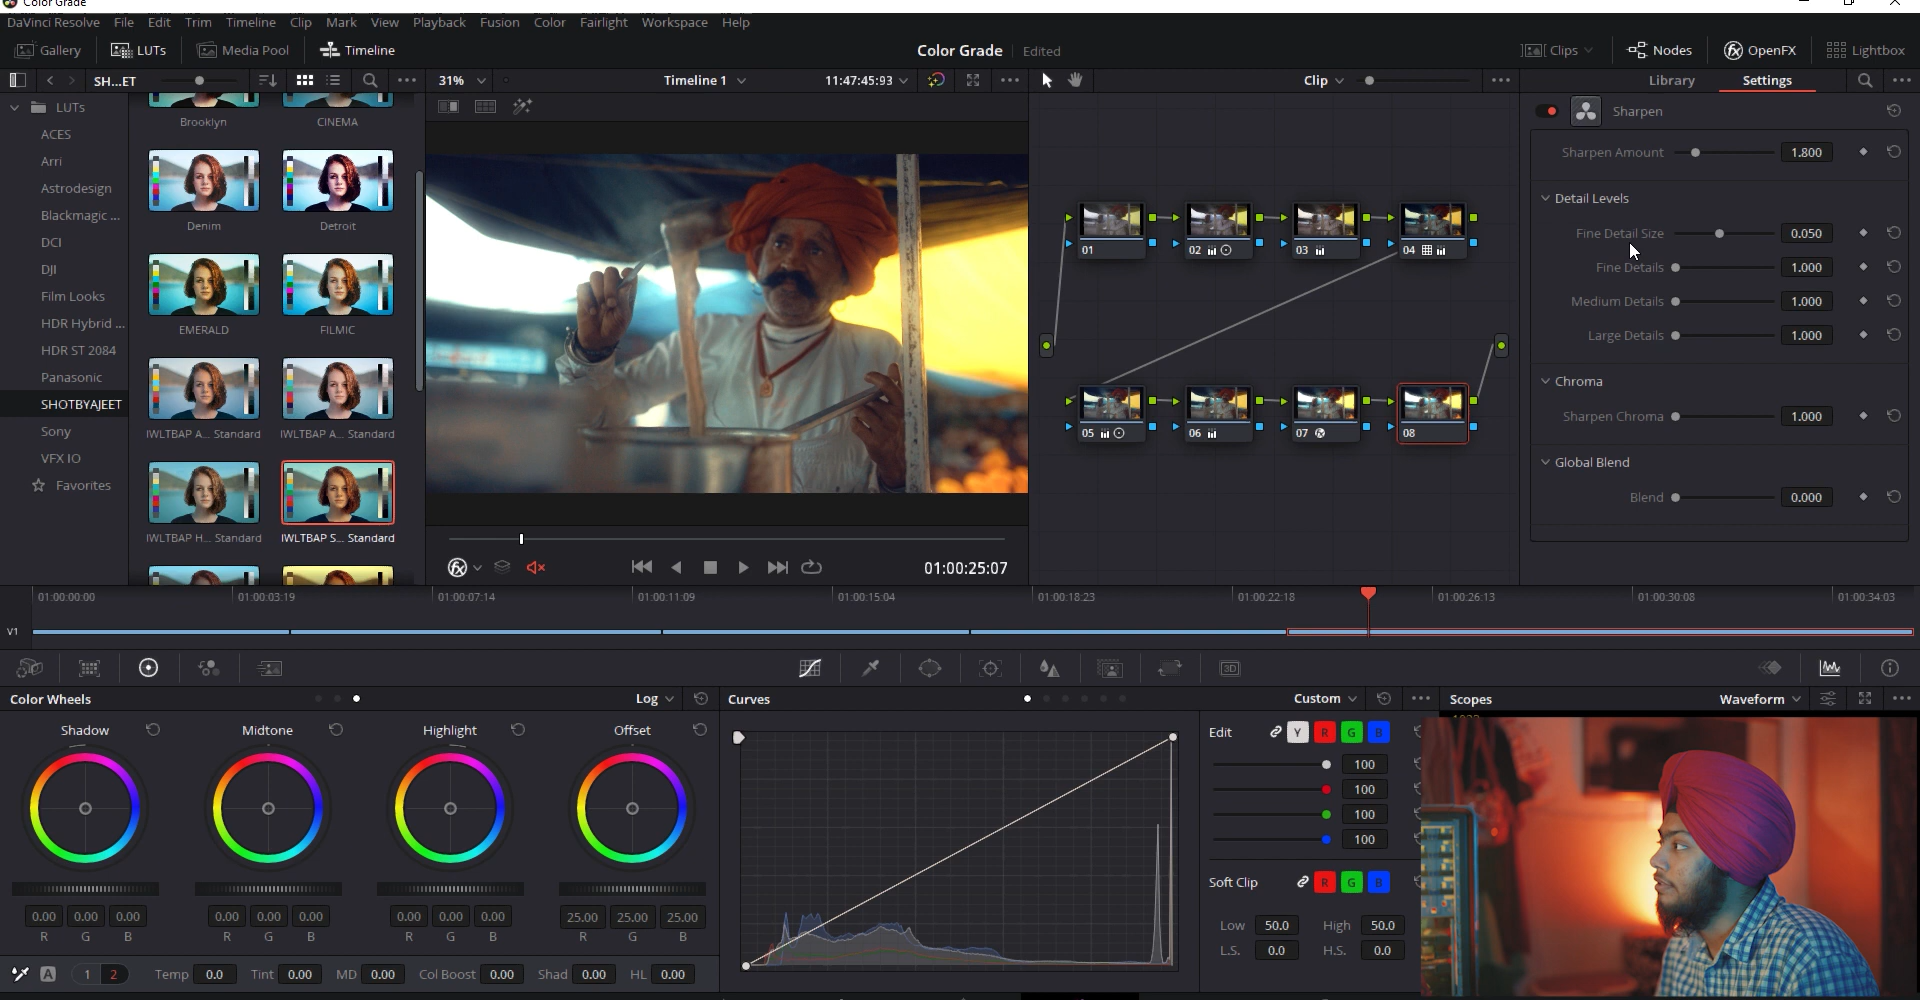 Color Grade
DaVinci Resolve File Edit Trim Timeline Clip Mark View Playback Fusion Color Fairlight Workspace Help
Gallery LUTs Media Pool Timeline Color Grade Edited Clips Nodes OpenFX Lightbox
SH...ET 31% Timeline 1 11:47:45:93 Clip Library Settings
LUTs
ACES
Arri
Astrodesign
Blackmagic ...
DCI
DJI
Film Looks
HDR Hybrid ...
HDR ST 2084
Panasonic
SHOTBYAJEET
Sony
VFX IO
Favorites
Brooklyn CINEMA
Denim Detroit
EMERALD FILMIC
IWLTBAP A... Standard IWLTBAP A... Standard
IWLTBAP H... Standard IWLTBAP S... Standard
01:00:25:07
01 02 03 04
05 06 07 08
Sharpen
Sharpen Amount 1.800
Detail Levels
Fine Detail Size 0.050
Fine Details 1.000
Medium Details 1.000
Large Details 1.000
Chroma
Sharpen Chroma 1.000
Global Blend
Blend 0.000
01:00:00:00 01:00:03:19 01:00:07:14 01:00:11:09 01:00:15:04 01:00:18:23 01:00:22:18 01:00:26:13 01:00:30:08 01:00:34:03
V1
3D
Color Wheels Log Curves Custom Scopes Waveform
Shadow Midtone Highlight Offset
0.00 0.00 0.00 0.00 0.00 0.00 0.00 0.00 0.00 25.00 25.00 25.00
R G B R G B R G B R G B
A 1 2 Temp 0.0 Tint 0.00 MD 0.00 Col Boost 0.00 Shad 0.00 HL 0.00
Edit Y R G B
100
100
100
100
Soft Clip R G B
Low 50.0 High 50.0
L.S. 0.0 H.S. 0.0